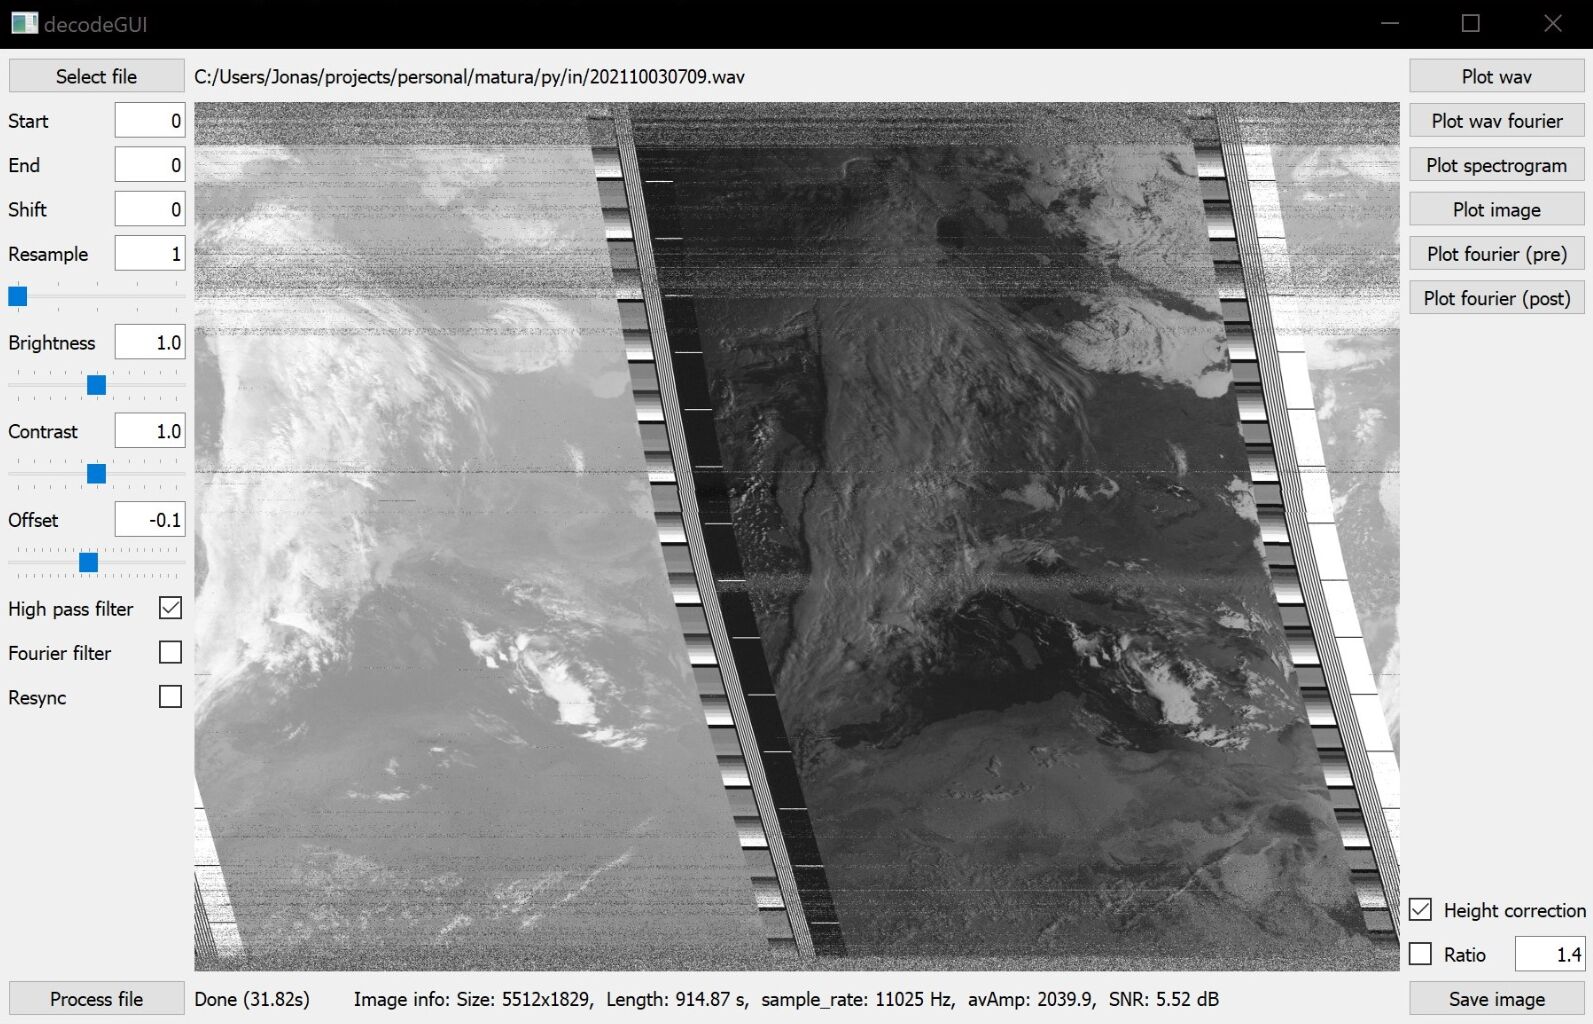 decodeGUI
Select file
C:/Users/Jonas/projects/personal/matura/py/in/202110030709.wav
Start 0
End 0
Shift 0
Resample 1
Brightness 1.0
Contrast 1.0
Offset -0.1
High pass filter
Fourier filter
Resync
Plot wav
Plot wav fourier
Plot spectrogram
Plot image
Plot fourier (pre)
Plot fourier (post)
Height correction
Ratio 1.4
Process file
Done (31.82s) Image info: Size: 5512x1829, Length: 914.87 s, sample_rate: 11025 Hz, avAmp: 2039.9, SNR: 5.52 dB
Save image